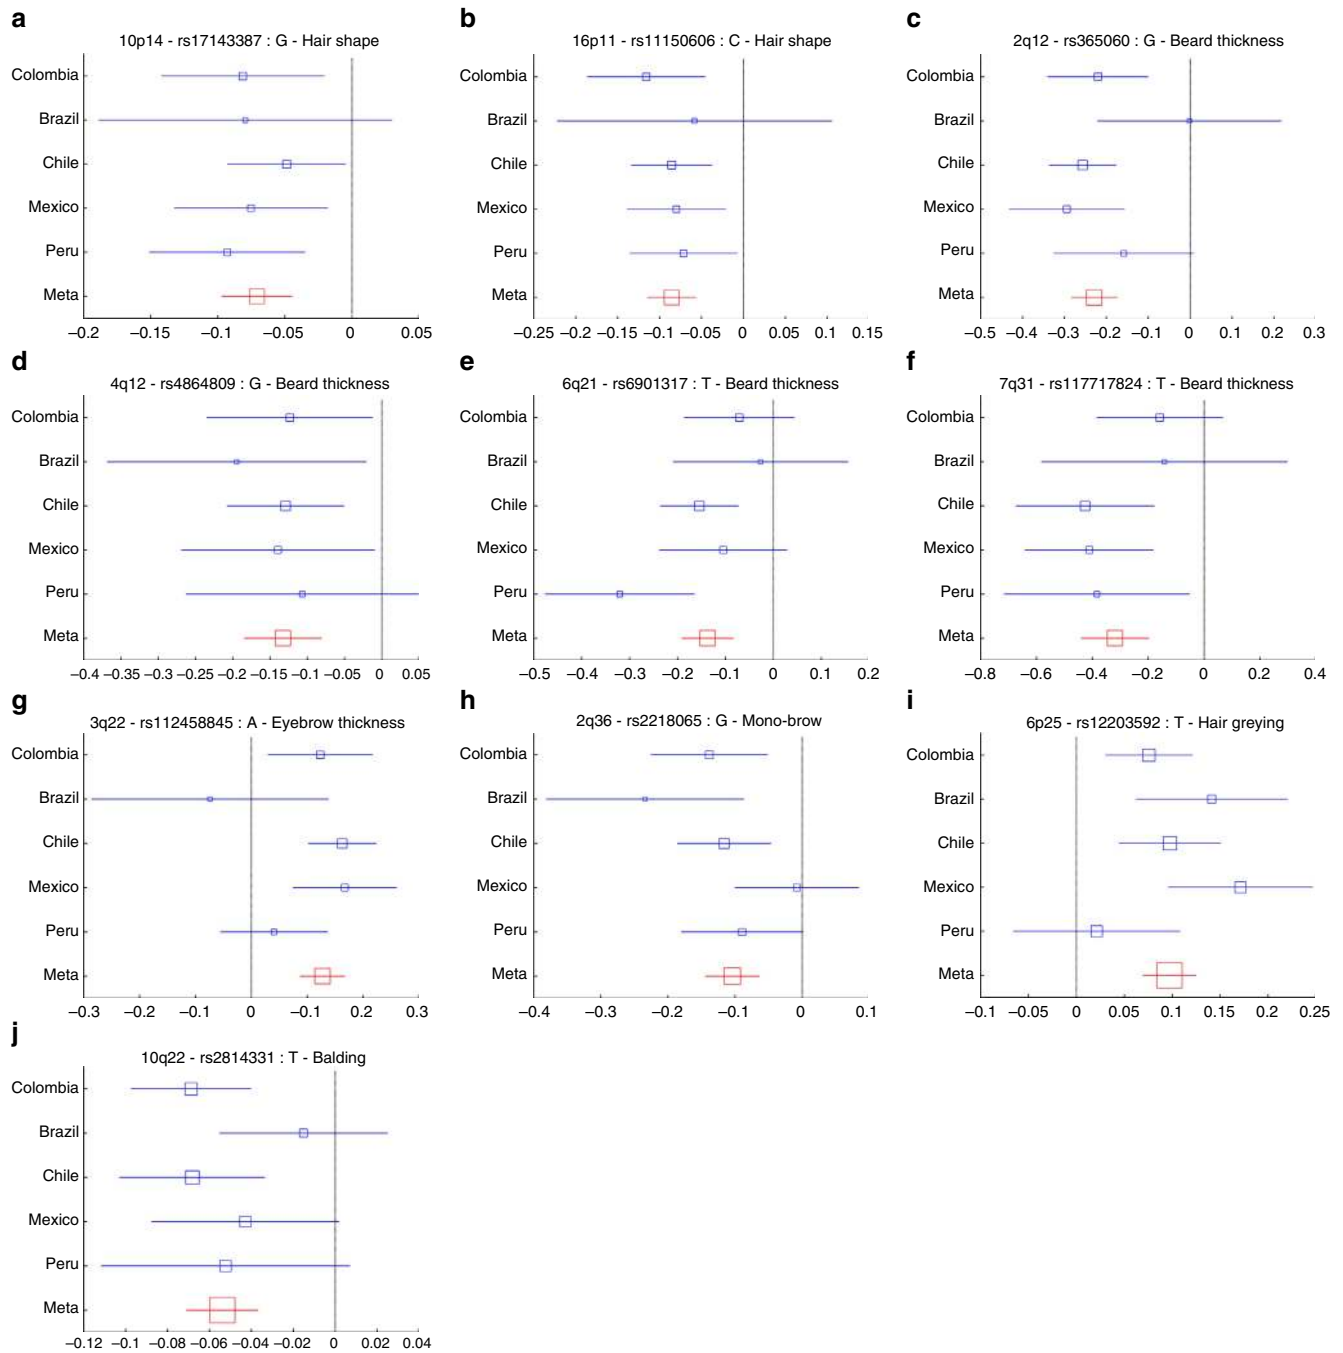 a
10p14 - rs17143387 : G - Hair shape
Colombia
Brazil
Chile
Mexico
Peru
Meta
−0.2 −0.15 −0.1 −0.05 0 0.05
b
16p11 - rs11150606 : C - Hair shape
Colombia
Brazil
Chile
Mexico
Peru
Meta
−0.25 −0.2 −0.15 −0.1 −0.05 0 0.05 0.1 0.15
c
2q12 - rs365060 : G - Beard thickness
Colombia
Brazil
Chile
Mexico
Peru
Meta
−0.5 −0.4 −0.3 −0.2 −0.1 0 0.1 0.2 0.3
d
4q12 - rs4864809 : G - Beard thickness
Colombia
Brazil
Chile
Mexico
Peru
Meta
−0.4 −0.35 −0.3 −0.25 −0.2 −0.15 −0.1 −0.05 0 0.05
e
6q21 - rs6901317 : T - Beard thickness
Colombia
Brazil
Chile
Mexico
Peru
Meta
−0.5 −0.4 −0.3 −0.2 −0.1 0 0.1 0.2
f
7q31 - rs117717824 : T - Beard thickness
Colombia
Brazil
Chile
Mexico
Peru
Meta
−0.8 −0.6 −0.4 −0.2 0 0.2 0.4
g
3q22 - rs112458845 : A - Eyebrow thickness
Colombia
Brazil
Chile
Mexico
Peru
Meta
−0.3 −0.2 −0.1 0 0.1 0.2 0.3
h
2q36 - rs2218065 : G - Mono-brow
Colombia
Brazil
Chile
Mexico
Peru
Meta
−0.4 −0.3 −0.2 −0.1 0 0.1
i
6p25 - rs12203592 : T - Hair greying
Colombia
Brazil
Chile
Mexico
Peru
Meta
−0.1 −0.05 0 0.05 0.1 0.15 0.2 0.25
j
10q22 - rs2814331 : T - Balding
Colombia
Brazil
Chile
Mexico
Peru
Meta
−0.12 −0.1 −0.08 −0.06 −0.04 −0.02 0 0.02 0.04